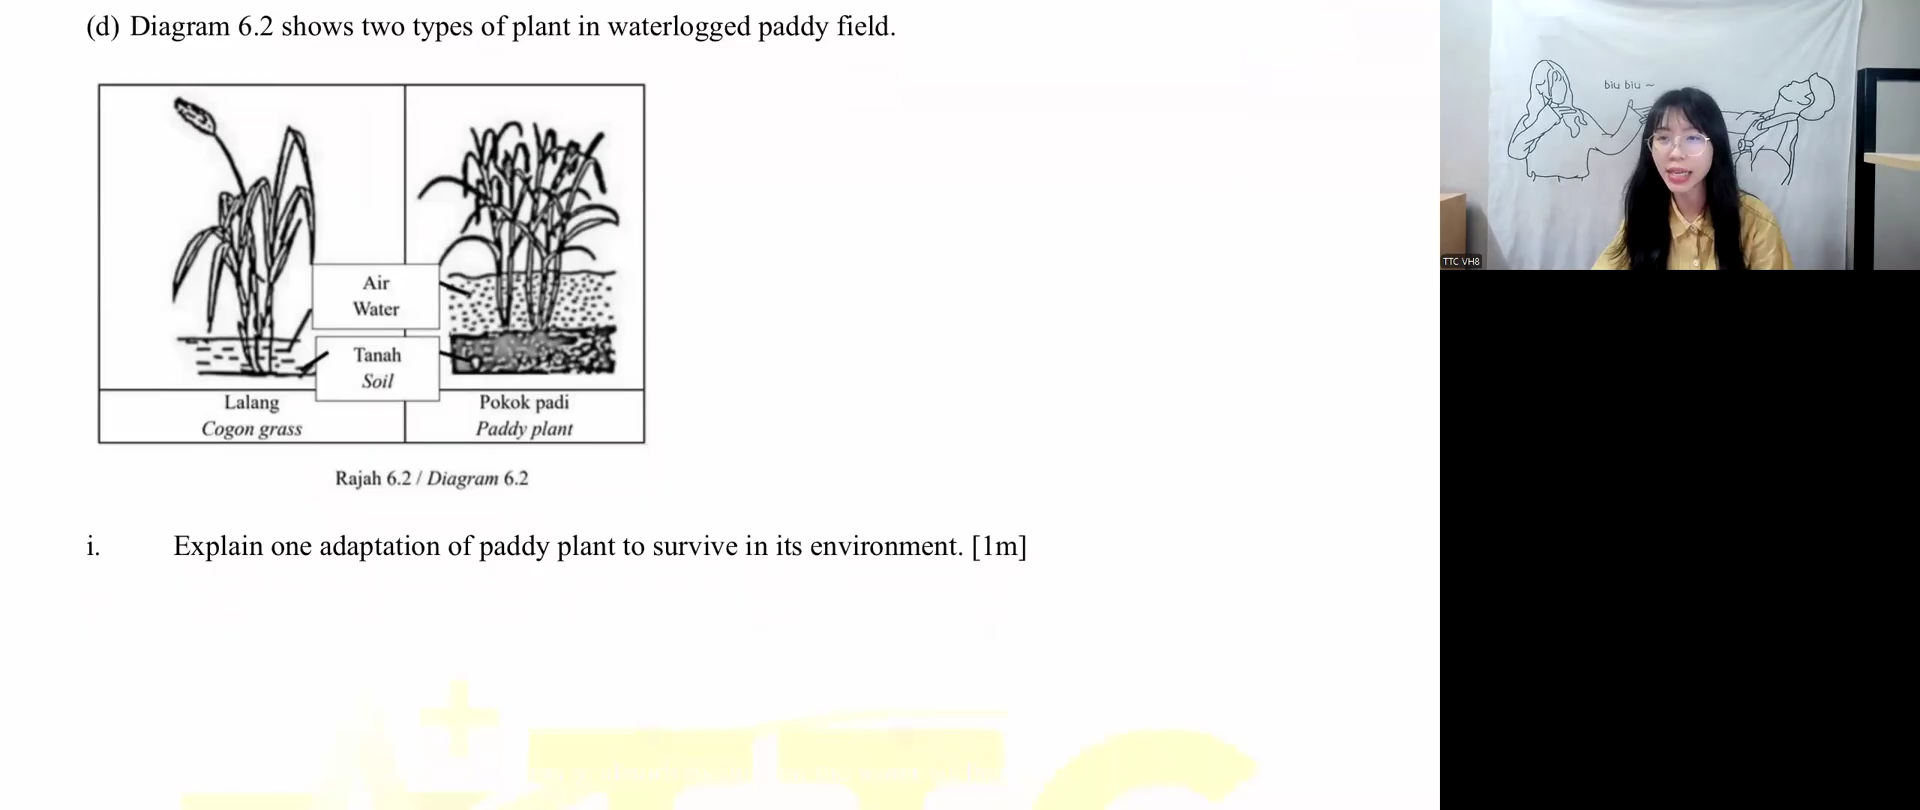 (d) Diagram 6.2 shows two types of plant in waterlogged paddy field.
biu biu ~
TTC VH8
Air
Water
Tanah
Soil
Lalang
Cogon grass
Pokok padi
Paddy plant
Rajah 6.2 / Diagram 6.2
i. Explain one adaptation of paddy plant to survive in its environment. [1m]